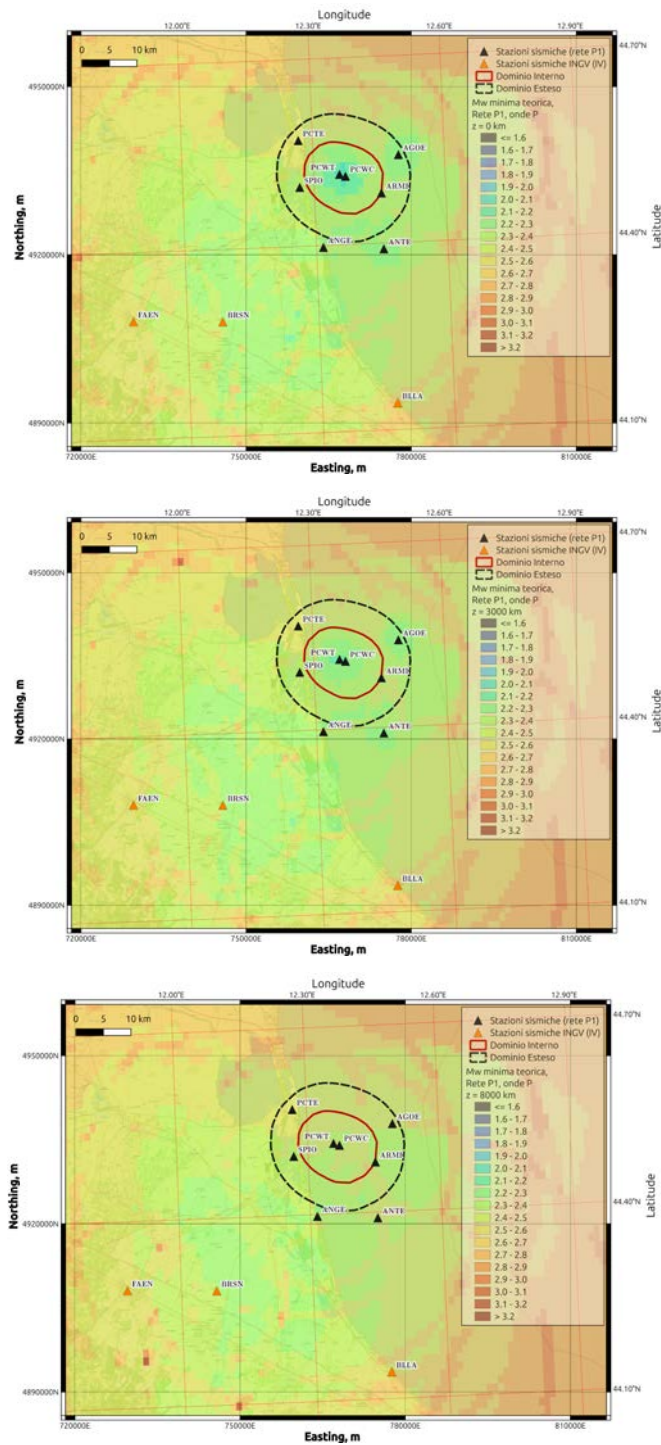 Longitude
12.00°E 12.30°E 12.60°E 12.90°E
0 5 10 km
44.70°N
4950000N
Stazioni sismiche (rete P1)
Stazioni sismiche INGV (IV)
Dominio Interno
Dominio Esteso
Mw minima teorica,
Rete P1, onde P
z = 0 km
<= 1.6
1.6 - 1.7
1.7 - 1.8
1.8 - 1.9
1.9 - 2.0
2.0 - 2.1
2.1 - 2.2
2.2 - 2.3
2.3 - 2.4
2.4 - 2.5
2.5 - 2.6
2.6 - 2.7
2.7 - 2.8
2.8 - 2.9
2.9 - 3.0
3.0 - 3.1
3.1 - 3.2
> 3.2
PCTE
AGOE
PCWT PCWC
SPIO
ARMI
ANGE
ANTE
FAEN
BRSN
BLLA
Northing, m
4920000N
44.40°N
Latitude
4890000N
44.10°N
720000E 750000E 780000E 810000E
Easting, m
Longitude
12.00°E 12.30°E 12.60°E 12.90°E
0 5 10 km
44.70°N
4950000N
Stazioni sismiche (rete P1)
Stazioni sismiche INGV (IV)
Dominio Interno
Dominio Esteso
Mw minima teorica,
Rete P1, onde P
z = 3000 km
<= 1.6
1.6 - 1.7
1.7 - 1.8
1.8 - 1.9
1.9 - 2.0
2.0 - 2.1
2.1 - 2.2
2.2 - 2.3
2.3 - 2.4
2.4 - 2.5
2.5 - 2.6
2.6 - 2.7
2.7 - 2.8
2.8 - 2.9
2.9 - 3.0
3.0 - 3.1
3.1 - 3.2
> 3.2
PCTE
AGOE
PCWT PCWC
SPIO
ARMI
ANGE
ANTE
FAEN
BRSN
BLLA
Northing, m
4920000N
44.40°N
Latitude
4890000N
44.10°N
720000E 750000E 780000E 810000E
Easting, m
Longitude
12.00°E 12.30°E 12.60°E 12.90°E
0 5 10 km
44.70°N
4950000N
Stazioni sismiche (rete P1)
Stazioni sismiche INGV (IV)
Dominio Interno
Dominio Esteso
Mw minima teorica,
Rete P1, onde P
z = 8000 km
<= 1.6
1.6 - 1.7
1.7 - 1.8
1.8 - 1.9
1.9 - 2.0
2.0 - 2.1
2.1 - 2.2
2.2 - 2.3
2.3 - 2.4
2.4 - 2.5
2.5 - 2.6
2.6 - 2.7
2.7 - 2.8
2.8 - 2.9
2.9 - 3.0
3.0 - 3.1
3.1 - 3.2
> 3.2
PCTE
AGOE
PCWT PCWC
SPIO
ARMI
ANGE
ANTE
FAEN
BRSN
BLLA
Northing, m
4920000N
44.40°N
Latitude
4890000N
44.10°N
720000E 750000E 780000E 810000E
Easting, m